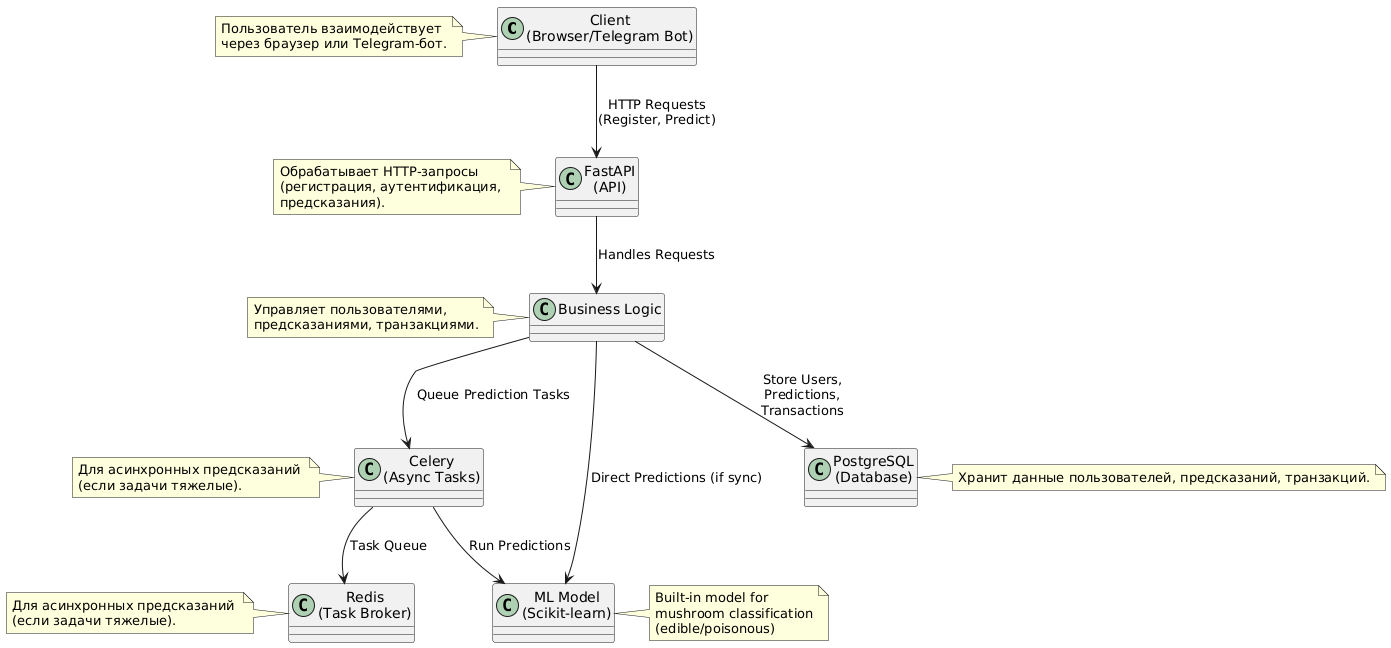 Пользователь взаимодействует
через браузер или Telegram-бот.
C
Client
(Browser/Telegram Bot)
HTTP Requests
(Register, Predict)
Обрабатывает HTTP-запросы
(регистрация, аутентификация,
предсказания).
C
FastAPI
(API)
Handles Requests
Управляет пользователями,
предсказаниями, транзакциями.
C
Business Logic
Queue Prediction Tasks
Store Users,
Predictions,
Transactions
Для асинхронных предсказаний
(если задачи тяжелые).
C
Celery
(Async Tasks)
Direct Predictions (if sync)
C
PostgreSQL
(Database)
Хранит данные пользователей, предсказаний, транзакций.
Task Queue
Run Predictions
Для асинхронных предсказаний
(если задачи тяжелые).
C
Redis
(Task Broker)
C
ML Model
(Scikit-learn)
Built-in model for
mushroom classification
(edible/poisonous)